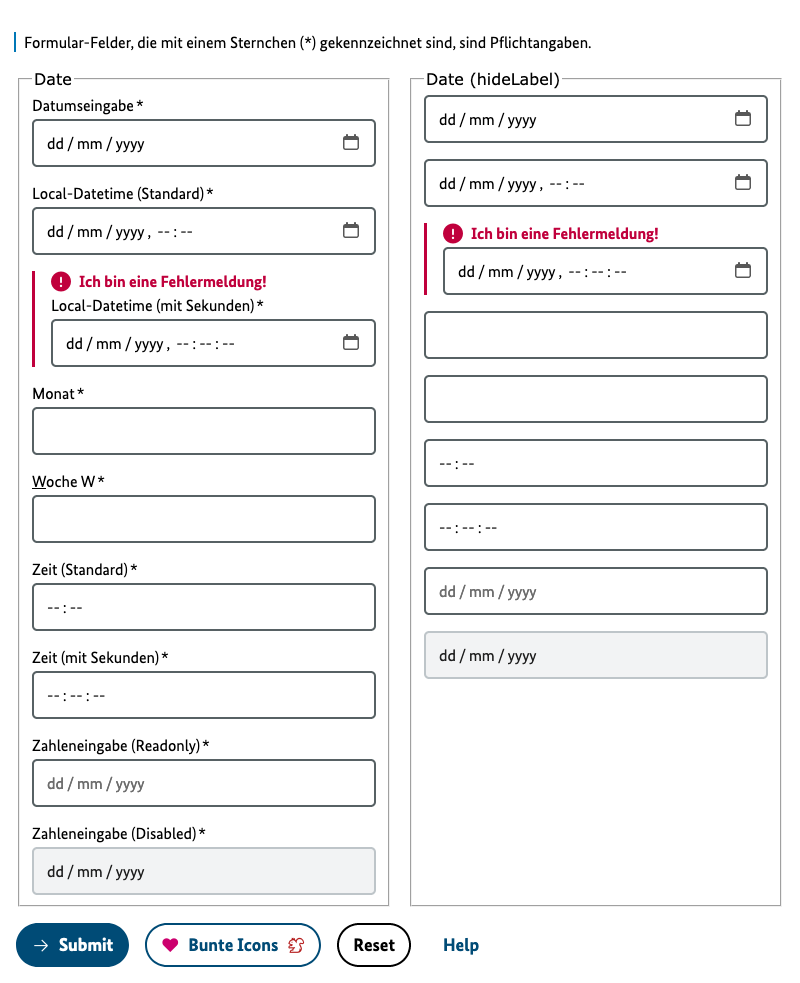 Formular-Felder, die mit einem Sternchen (*) gekennzeichnet sind, sind Pflichtangaben.
Date
Datumseingabe*
dd / mm / yyyy
Local-Datetime (Standard)*
dd / mm / yyyy, --:--
! Ich bin eine Fehlermeldung!
Local-Datetime (mit Sekunden)*
dd / mm / yyyy, --:--:--
Monat*
Woche W*
Zeit (Standard)*
--:--
Zeit (mit Sekunden)*
--:--:--
Zahleneingabe (Readonly)*
dd / mm / yyyy
Zahleneingabe (Disabled)*
dd / mm / yyyy
Date (hideLabel)
dd / mm / yyyy
dd / mm / yyyy, --:--
! Ich bin eine Fehlermeldung!
dd / mm / yyyy, --:--:--
--:--
--:--:--
dd / mm / yyyy
dd / mm / yyyy
Submit
Bunte Icons
Reset
Help